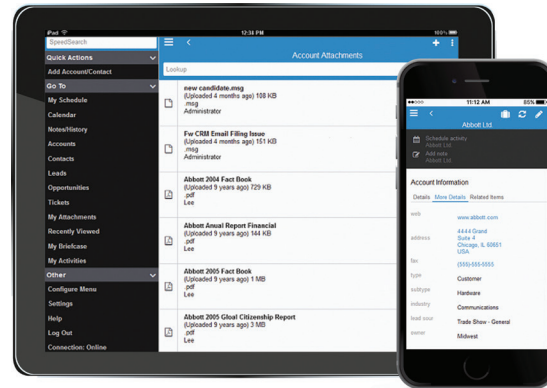 iPad
12:38 PM
100%
SpeedSearch
Quick Actions
Add Account/Contact
Go To
My Schedule
Calendar
Notes/History
Accounts
Contacts
Leads
Opportunities
Tickets
My Attachments
Recently Viewed
My Briefcase
My Activities
Other
Configure Menu
Settings
Help
Log Out
Connection: Online
Account Attachments
Lookup
new candidate.msg
(Uploaded 4 months ago) 108 KB
.msg
Administrator
Fw CRM Email Filing Issue
(Uploaded 4 months ago) 151 KB
.msg
Administrator
Abbott 2004 Fact Book
(Uploaded 9 years ago) 729 KB
.pdf
Lee
Abbott Anual Report Financial
(Uploaded 9 years ago) 144 KB
.pdf
Lee
Abbott 2005 Fact Book
(Uploaded 9 years ago) 1 MB
.pdf
Lee
Abbott 2005 Gloal Citizenship Report
(Uploaded 9 years ago) 3 MB
.pdf
Lee
11:12 AM
85%
Abbott Ltd.
Schedule activity
Abbott Ltd.
Add note
Abbott Ltd.
Account Information
Details More Details Related Items
web www.abbott.com
address 4444 Grand
Suite 4
Chicago, IL 60651
USA
fax (555)-555-5555
type Customer
subtype Hardware
industry Communications
lead sour Trade Show - General
owner Midwest